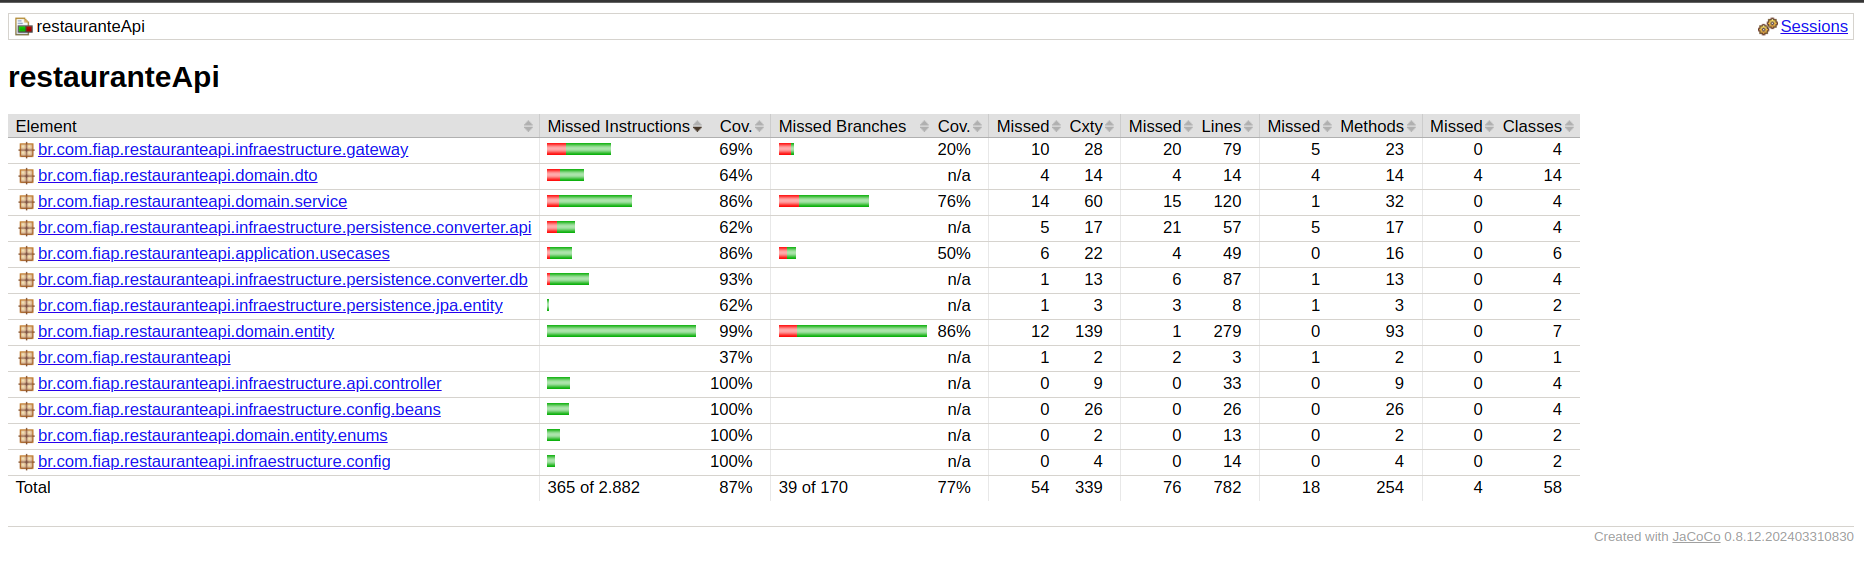 restauranteApi Sessions
restauranteApi
Element Missed Instructions Cov. Missed Branches Cov. Missed Cxty Missed Lines Missed Methods Missed Classes
br.com.fiap.restauranteapi.infraestructure.gateway 69% 20% 10 28 20 79 5 23 0 4
br.com.fiap.restauranteapi.domain.dto 64% n/a 4 14 4 14 4 14 4 14
br.com.fiap.restauranteapi.domain.service 86% 76% 14 60 15 120 1 32 0 4
br.com.fiap.restauranteapi.infraestructure.persistence.converter.api 62% n/a 5 17 21 57 5 17 0 4
br.com.fiap.restauranteapi.application.usecases 86% 50% 6 22 4 49 0 16 0 6
br.com.fiap.restauranteapi.infraestructure.persistence.converter.db 93% n/a 1 13 6 87 1 13 0 4
br.com.fiap.restauranteapi.infraestructure.persistence.jpa.entity 62% n/a 1 3 3 8 1 3 0 2
br.com.fiap.restauranteapi.domain.entity 99% 86% 12 139 1 279 0 93 0 7
br.com.fiap.restauranteapi 37% n/a 1 2 2 3 1 2 0 1
br.com.fiap.restauranteapi.infraestructure.api.controller 100% n/a 0 9 0 33 0 9 0 4
br.com.fiap.restauranteapi.infraestructure.config.beans 100% n/a 0 26 0 26 0 26 0 4
br.com.fiap.restauranteapi.domain.entity.enums 100% n/a 0 2 0 13 0 2 0 2
br.com.fiap.restauranteapi.infraestructure.config 100% n/a 0 4 0 14 0 4 0 2
Total 365 of 2.882 87% 39 of 170 77% 54 339 76 782 18 254 4 58
Created with JaCoCo 0.8.12.202403310830